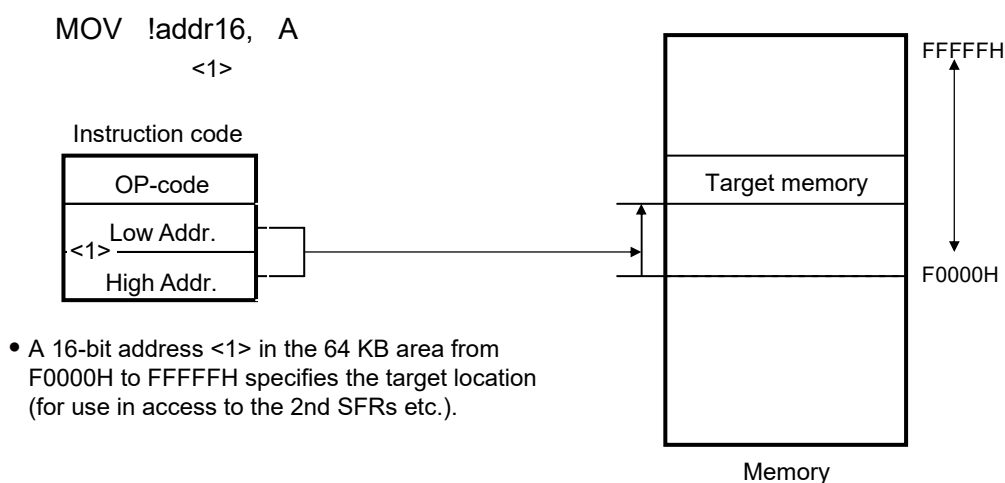 MOV !addr16, A
<1>
Instruction code
OP-code
Low Addr.
<1>
High Addr.
FFFFFH
Target memory
F0000H
Memory
• A 16-bit address <1> in the 64 KB area from
F0000H to FFFFFH specifies the target location
(for use in access to the 2nd SFRs etc.).